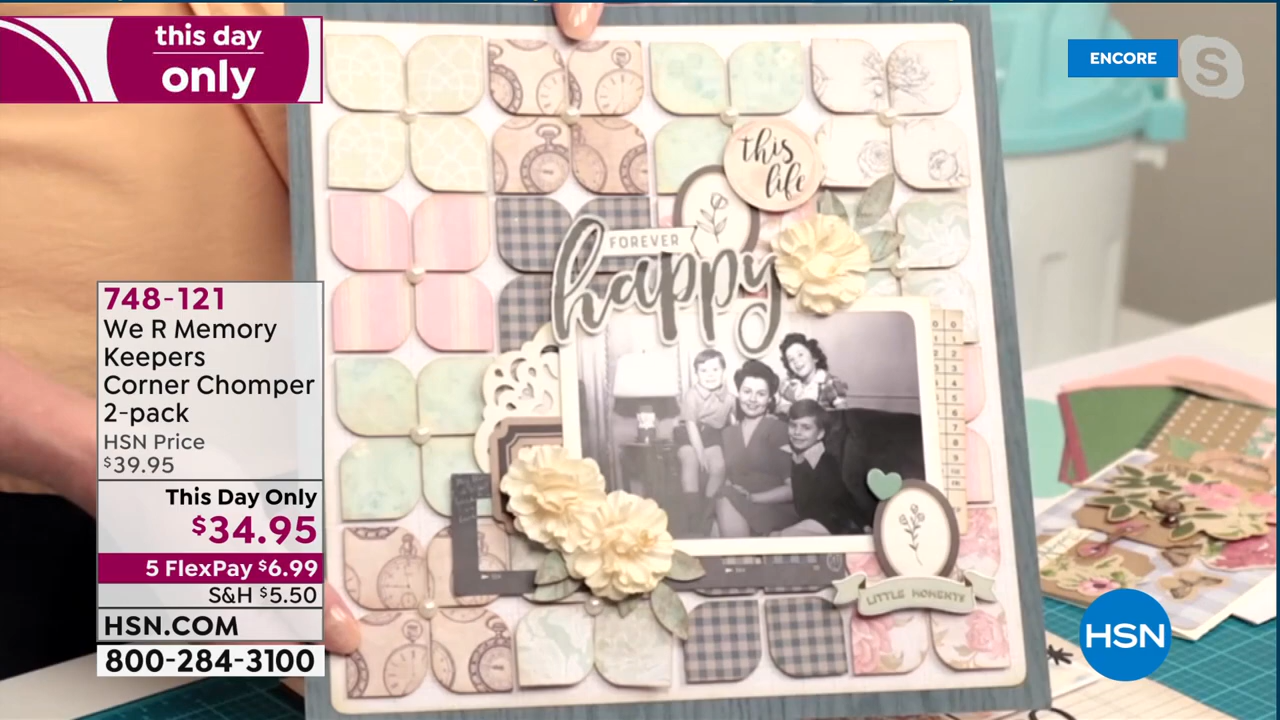 this day
only
ENCORE
S
this
life
FOREVER
happy
LITTLE MOMENTS
748-121
We R Memory
Keepers
Corner Chomper
2-pack
HSN Price
$39.95
This Day Only
$34.95
5 FlexPay $6.99
S&H $5.50
HSN.COM
800-284-3100
HSN